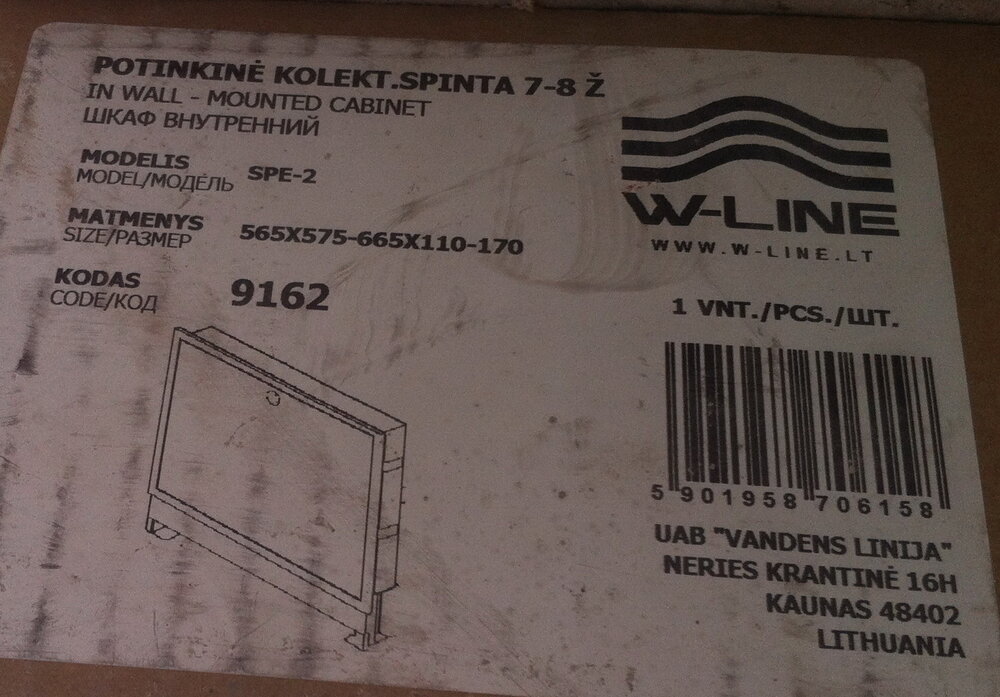 POTINKINĖ KOLEKT.SPINTA 7-8 Ž
IN WALL - MOUNTED CABINET
ШКАФ ВНУТРЕННИЙ
MODELIS
MODEL/МОДЕЛЬ SPE-2
MATMENYS
SIZE/РАЗМЕР 565X575-665X110-170
KODAS
CODE/КОД 9162
W-LINE
WWW.W-LINE.LT
1 VNT./PCS./ШТ.
5 901958 706158
UAB "VANDENS LINIJA"
NERIES KRANTINĖ 16H
KAUNAS 48402
LITHUANIA